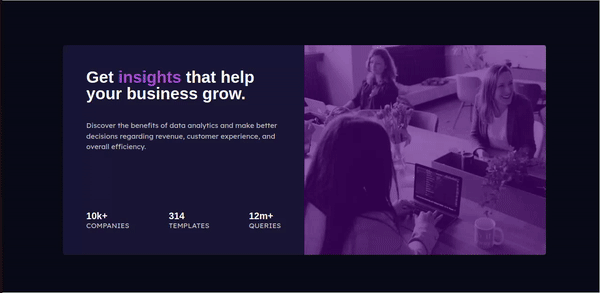 Get insights that help
your business grow.
Discover the benefits of data analytics and make better
decisions regarding revenue, customer experience, and
overall efficiency.
10k+
COMPANIES
314
TEMPLATES
12m+
QUERIES